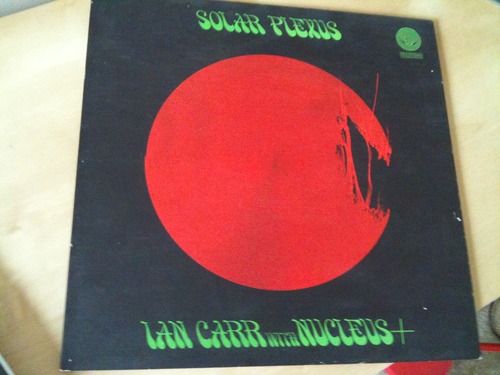 SOLAR PLEXUS
IAN CARR WITH NUCLEUS+